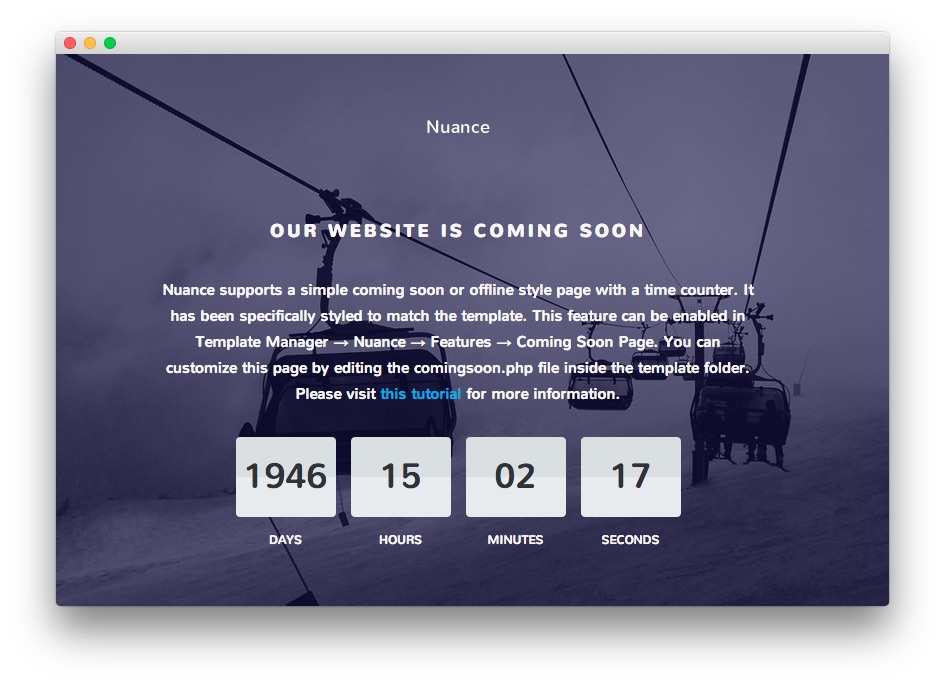 Nuance
OUR WEBSITE IS COMING SOON
Nuance supports a simple coming soon or offline style page with a time counter. It
has been specifically styled to match the template. This feature can be enabled in
Template Manager → Nuance → Features → Coming Soon Page. You can
customize this page by editing the comingsoon.php file inside the template folder.
Please visit this tutorial for more information.
1946 15 02 17
DAYS HOURS MINUTES SECONDS